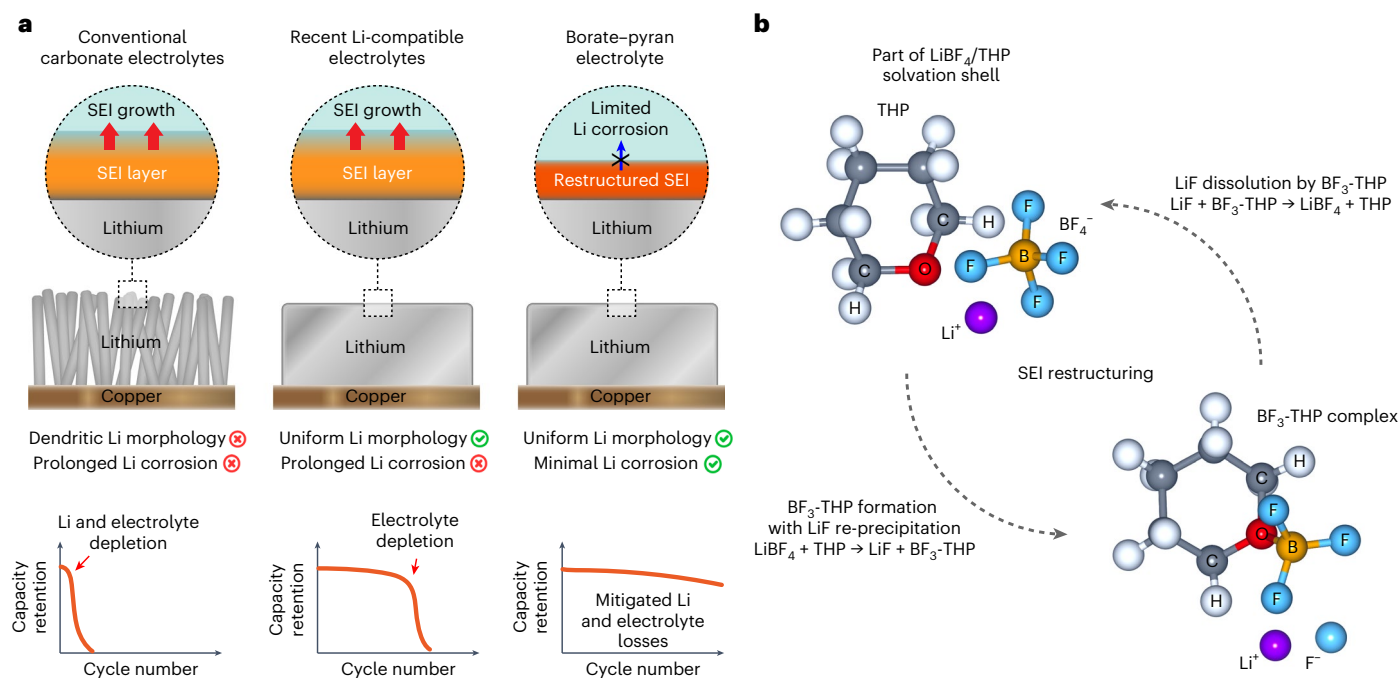 a
Conventional
carbonate electrolytes
SEI growth
SEI layer
Lithium
Lithium
Copper
Dendritic Li morphology
Prolonged Li corrosion
Li and electrolyte
depletion
Capacity
retention
Cycle number
Recent Li-compatible
electrolytes
SEI growth
SEI layer
Lithium
Lithium
Copper
Uniform Li morphology
Prolonged Li corrosion
Electrolyte
depletion
Capacity
retention
Cycle number
Borate–pyran
electrolyte
Limited
Li corrosion
Restructured SEI
Lithium
Lithium
Copper
Uniform Li morphology
Minimal Li corrosion
Mitigated Li
and electrolyte
losses
Capacity
retention
Cycle number
b
Part of LiBF₄/THP
solvation shell
THP
C
H
C
O
H
F
BF₄⁻
B
F
F
F
Li⁺
LiF dissolution by BF₃-THP
LiF + BF₃-THP → LiBF₄ + THP
SEI restructuring
BF₃-THP formation
with LiF re-precipitation
LiBF₄ + THP → LiF + BF₃-THP
BF₃-THP complex
H
C
F
O
B
F
C
H
F
Li⁺
F⁻